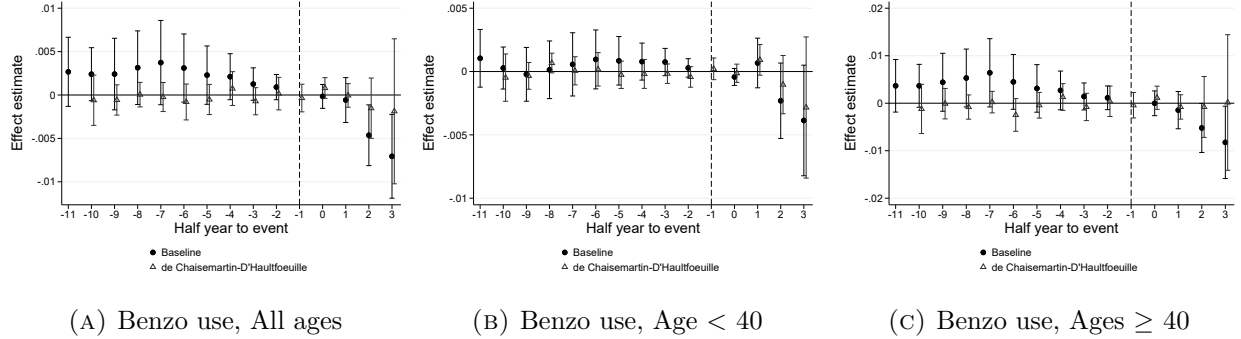 Effect estimate
.01
.005
0
-.005
-.01
-11 -10 -9 -8 -7 -6 -5 -4 -3 -2 -1 0 1 2 3
Half year to event
Baseline
de Chaisemartin-D'Haultfoeuille
(A) Benzo use, All ages
Effect estimate
.005
0
-.005
-.01
-11 -10 -9 -8 -7 -6 -5 -4 -3 -2 -1 0 1 2 3
Half year to event
Baseline
de Chaisemartin-D'Haultfoeuille
(B) Benzo use, Age < 40
Effect estimate
.02
.01
0
-.01
-.02
-11 -10 -9 -8 -7 -6 -5 -4 -3 -2 -1 0 1 2 3
Half year to event
Baseline
de Chaisemartin-D'Haultfoeuille
(C) Benzo use, Ages ≥ 40